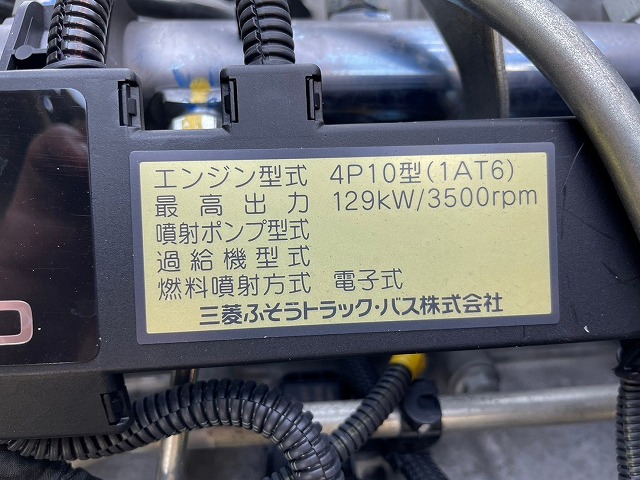 エンジン型式 4P10型(1AT6)
最高出力 129kW/3500rpm
噴射ポンプ型式
過給機型式
燃料噴射方式 電子式
三菱ふそうトラック・バス株式会社